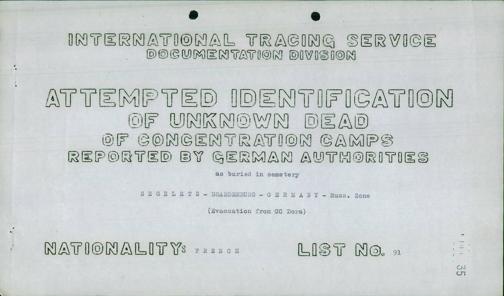 INTERNATIONAL TRACING SERVICE
DOCUMENTATION DIVISION
ATTEMPTED IDENTIFICATION
OF UNKNOWN DEAD
OF CONCENTRATION CAMPS
REPORTED BY GERMAN AUTHORITIES
as buried in cemetery
SEGELETZ - BRANDENBURG - GERMANY - Russ. Zone
(Evacuation from CC Dora)
NATIONALITY: FRENCH LIST NO. 91
35